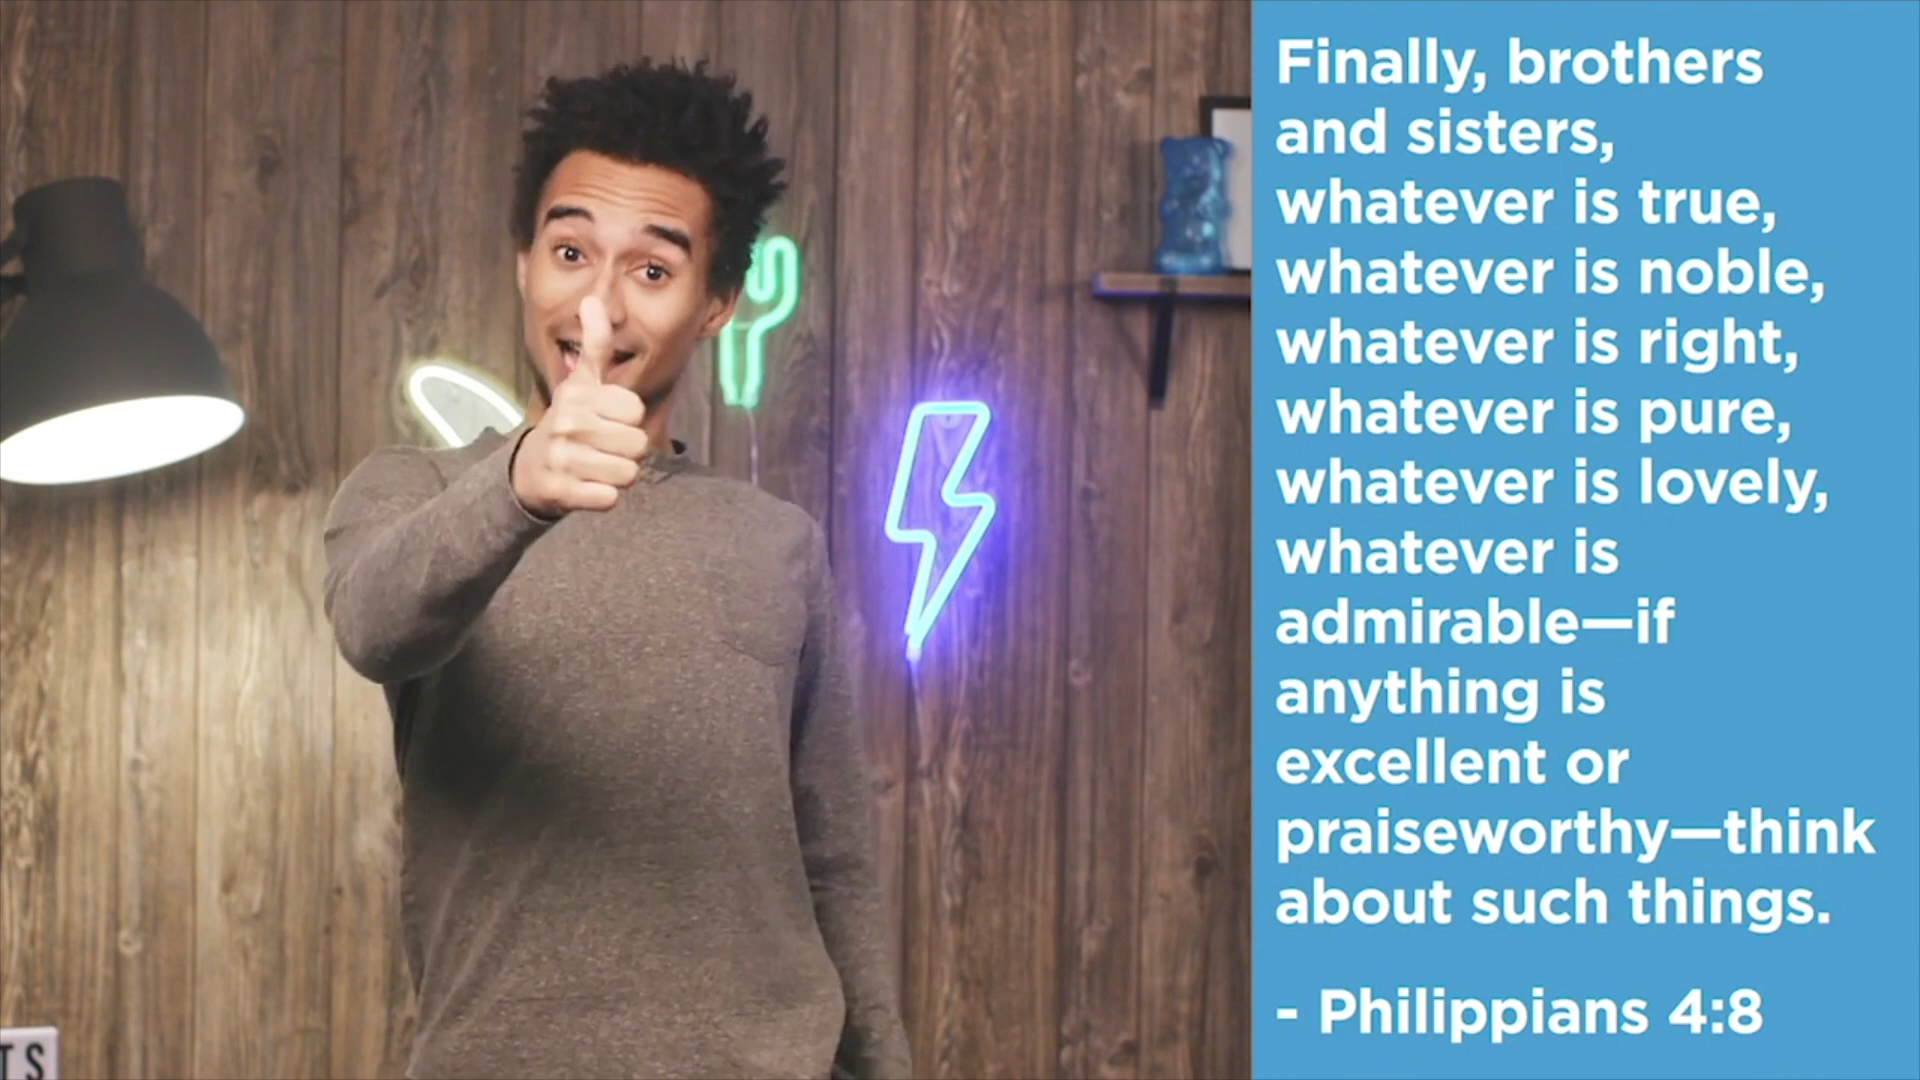 Finally, brothers
and sisters,
whatever is true,
whatever is noble,
whatever is right,
whatever is pure,
whatever is lovely,
whatever is
admirable—if
anything is
excellent or
praiseworthy—think
about such things.
- Philippians 4:8
TS